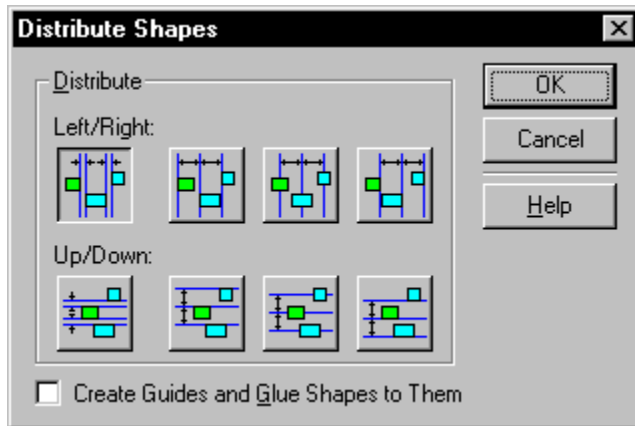 Distribute Shapes
Distribute
Left/Right:
Up/Down:
Create Guides and Glue Shapes to Them
OK
Cancel
Help